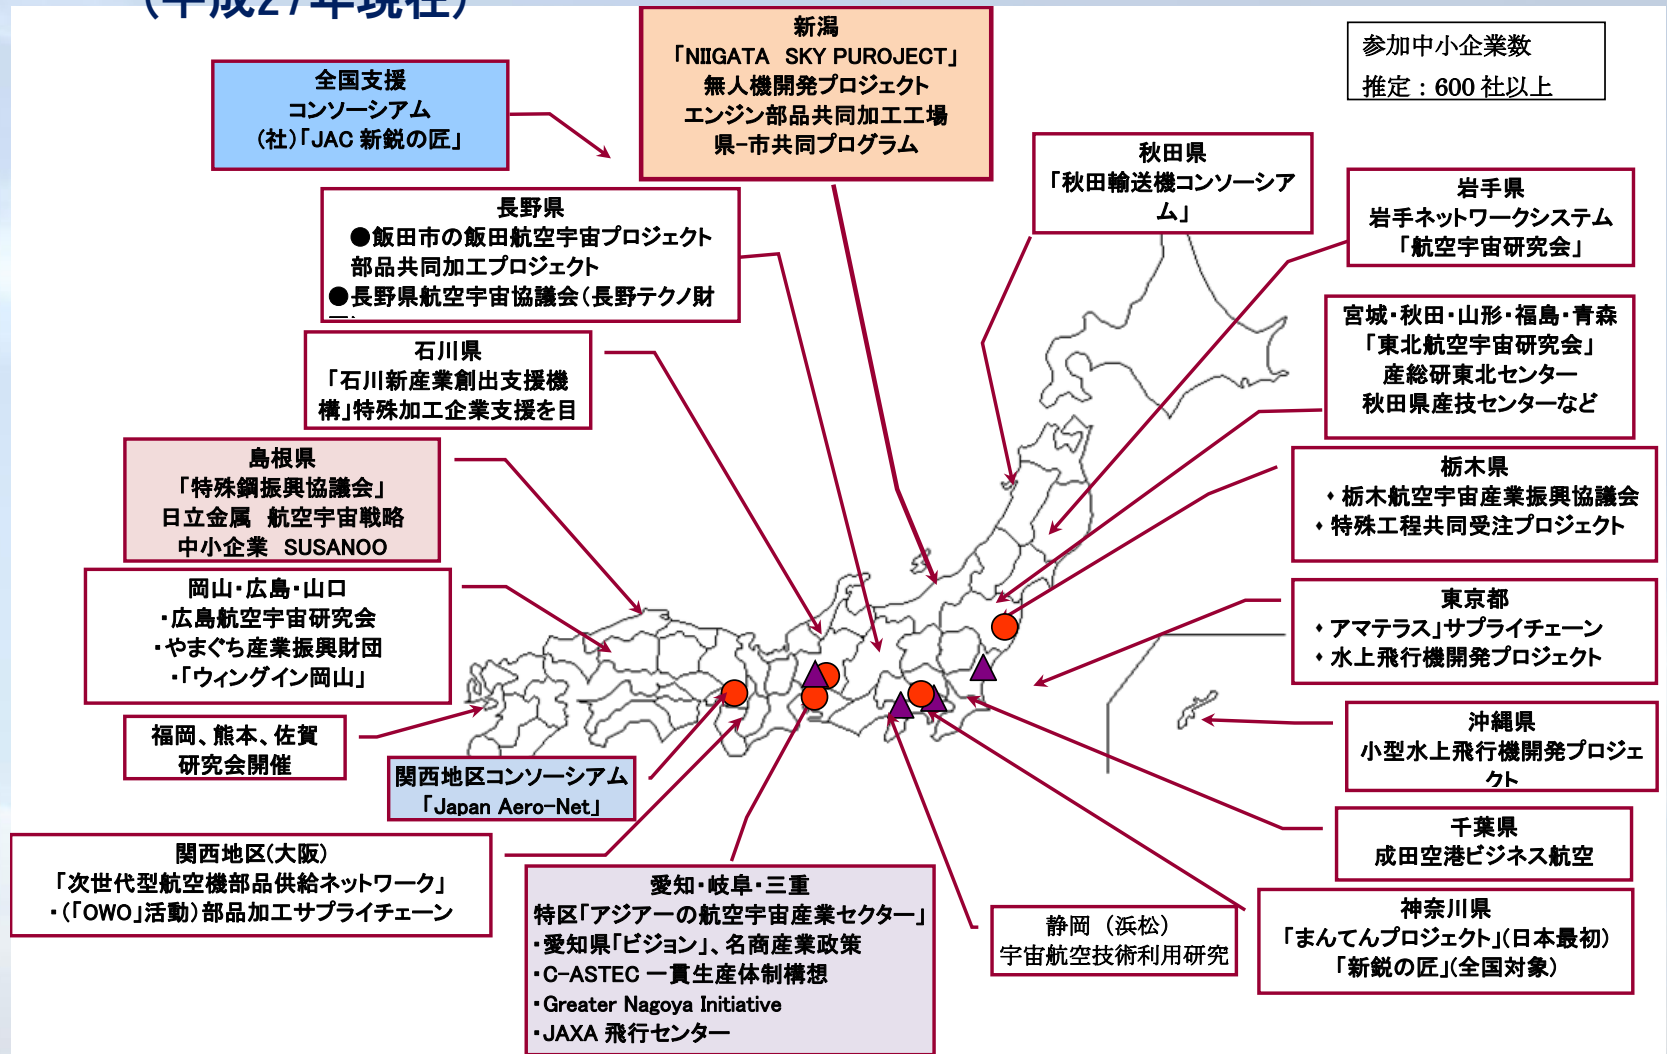 (平成27年現在)
新潟
「NIIGATA SKY PUROJECT」
無人機開発プロジェクト
エンジン部品共同加工工場
県-市共同プログラム
参加中小企業数
推定：600 社以上
全国支援
コンソーシアム
(社)「JAC 新鋭の匠」
秋田県
「秋田輸送機コンソーシア
ム」
岩手県
岩手ネットワークシステム
「航空宇宙研究会」
長野県
●飯田市の飯田航空宇宙プロジェクト
部品共同加工プロジェクト
●長野県航空宇宙協議会(長野テクノ財
宮城・秋田・山形・福島・青森
「東北航空宇宙研究会」
産総研東北センター
秋田県産技センターなど
石川県
「石川新産業創出支援機
構」特殊加工企業支援を目
島根県
「特殊鋼振興協議会」
日立金属 航空宇宙戦略
中小企業 SUSANOO
栃木県
・栃木航空宇宙産業振興協議会
・特殊工程共同受注プロジェクト
岡山・広島・山口
・広島航空宇宙研究会
・やまぐち産業振興財団
・「ウィングイン岡山」
東京都
・アマテラス」サプライチェーン
・水上飛行機開発プロジェクト
福岡、熊本、佐賀
研究会開催
沖縄県
小型水上飛行機開発プロジェ
クト
関西地区コンソーシアム
「Japan Aero-Net」
千葉県
成田空港ビジネス航空
関西地区(大阪)
「次世代型航空機部品供給ネットワーク」
・(「OWO」活動)部品加工サプライチェーン
愛知・岐阜・三重
特区「アジアーの航空宇宙産業セクター」
・愛知県「ビジョン」、名商産業政策
・C-ASTEC 一貫生産体制構想
・Greater Nagoya Initiative
・JAXA 飛行センター
静岡（浜松）
宇宙航空技術利用研究
神奈川県
「まんてんプロジェクト」(日本最初)
「新鋭の匠」(全国対象)